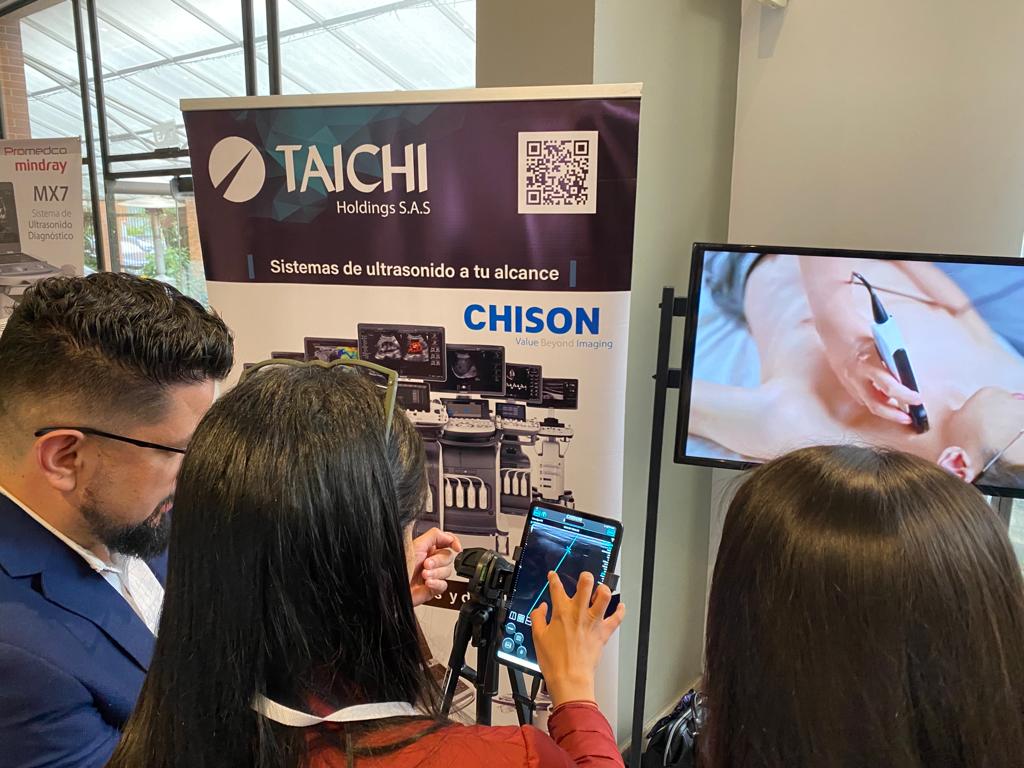 Promedco
mindray
MX7
Sistema de
Ultrasonido
Diagnóstico
TAICHI
Holdings S.A.S
Sistemas de ultrasonido a tu alcance
CHISON
Value Beyond Imaging
s y d